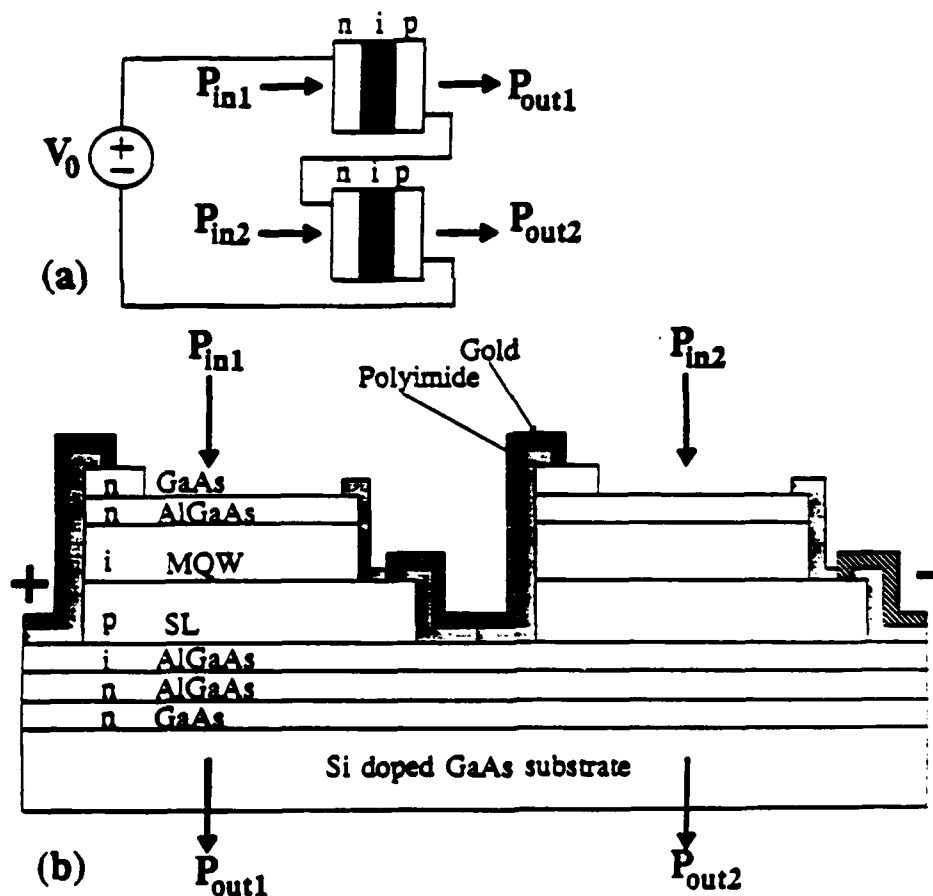 n i p
P_in1
P_out1
V_0
+
−
n i p
P_in2
P_out2
(a)
P_in1
Gold
P_in2
Polyimide
n GaAs
n AlGaAs
i MQW
+
-
p SL
i AlGaAs
n AlGaAs
n GaAs
Si doped GaAs substrate
(b)
P_out1
P_out2